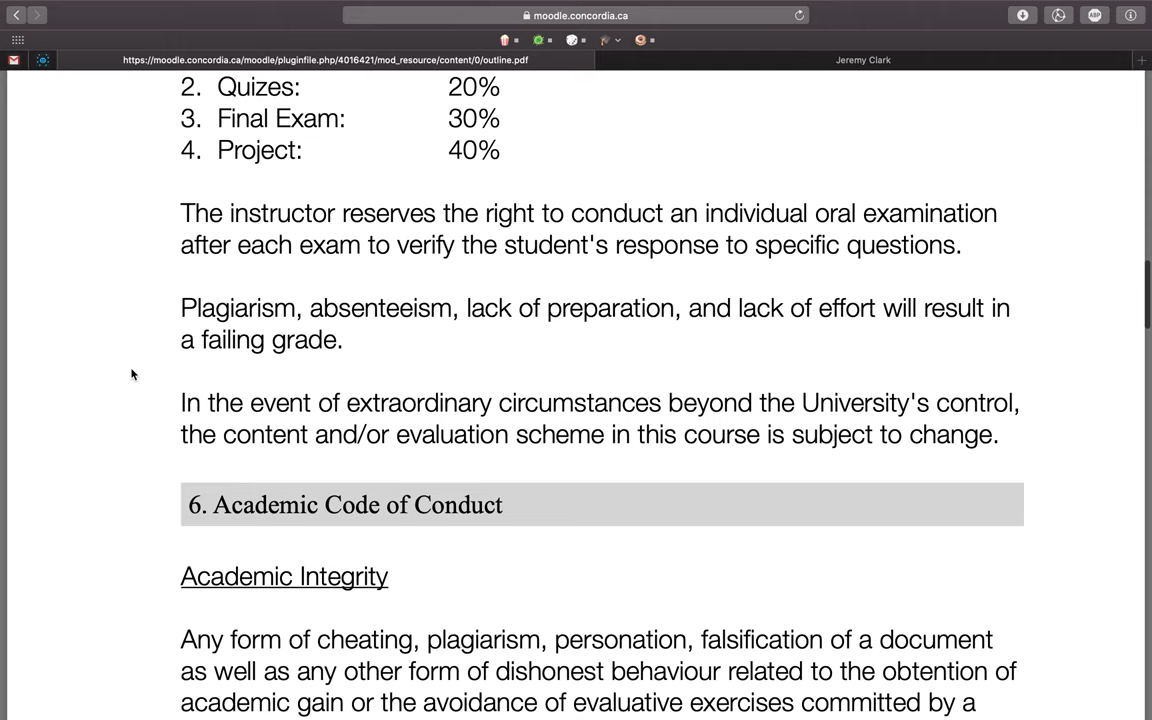 moodle.concordia.ca
ABP
https://moodle.concordia.ca/moodle/pluginfile.php/4016421/mod_resource/content/0/outline.pdf
Jeremy Clark
2. Quizes: 20%
3. Final Exam: 30%
4. Project: 40%
The instructor reserves the right to conduct an individual oral examination
after each exam to verify the student's response to specific questions.
Plagiarism, absenteeism, lack of preparation, and lack of effort will result in
a failing grade.
In the event of extraordinary circumstances beyond the University's control,
the content and/or evaluation scheme in this course is subject to change.
6. Academic Code of Conduct
Academic Integrity
Any form of cheating, plagiarism, personation, falsification of a document
as well as any other form of dishonest behaviour related to the obtention of
academic gain or the avoidance of evaluative exercises committed by a